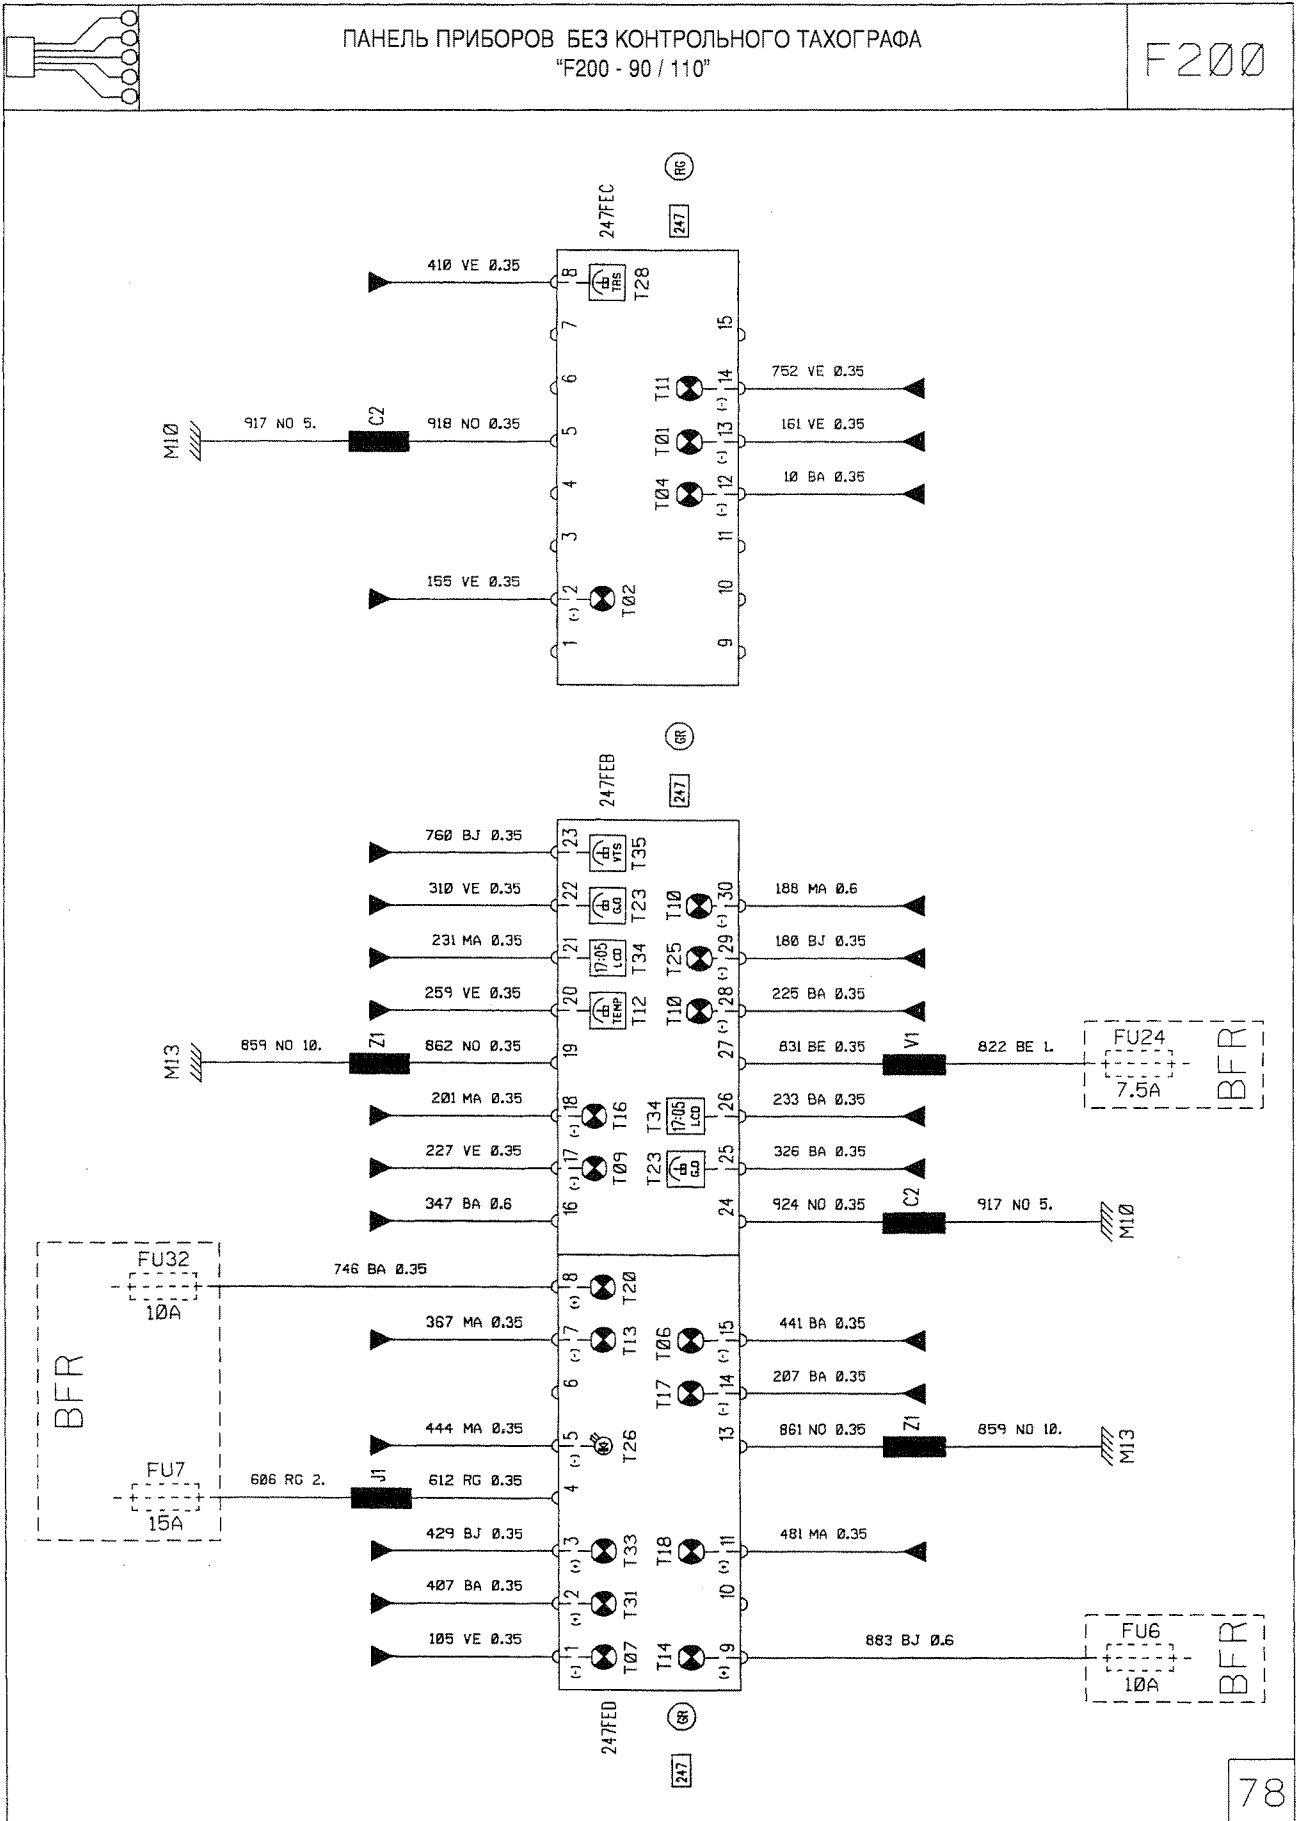 ПАНЕЛЬ ПРИБОРОВ БЕЗ КОНТРОЛЬНОГО ТАХОГРАФА
"F200 - 90 / 110"
F200
247FEC
247
RG
410 VE 0.35
8
TRS
T28
7
15
6
T11
(-) 14
752 VE 0.35
M10
917 NO 5.
C2
918 NO 0.35
5
T01
(-) 13
161 VE 0.35
4
T04
(-) 12
10 BA 0.35
3
11
155 VE 0.35
(-) 2
T02
10
1
9
247FEB
247
GR
760 BJ 0.35
23
VTS
T35
310 VE 0.35
22
T23
T10
(-) 30
188 MA 0.6
231 MA 0.35
21
17:05
LCD
T34
T25
(-) 29
180 BJ 0.35
259 VE 0.35
20
TEMP
T12
T10
(-) 28
225 BA 0.35
M13
859 NO 10.
Z1
862 NO 0.35
19
27
831 BE 0.35
V1
822 BE 1.
FU24
7.5A
BFR
201 MA 0.35
(-) 18
T16
T34
17:05
LCD
26
233 BA 0.35
227 VE 0.35
(-) 17
T09
T23
25
326 BA 0.35
347 BA 0.6
16
24
924 NO 0.35
C2
917 NO 5.
M10
BFR
FU32
10A
746 BA 0.35
(+) 8
T20
367 MA 0.35
(-) 7
T13
T06
(-) 15
441 BA 0.35
6
T17
(-) 14
207 BA 0.35
444 MA 0.35
(-) 5
T26
13
861 NO 0.35
Z1
859 NO 10.
M13
FU7
15A
606 RG 2.
J1
612 RG 0.35
4
429 BJ 0.35
(+) 3
T33
T18
(+) 11
481 MA 0.35
407 BA 0.35
(+) 2
T31
10
105 VE 0.35
(-) 1
T07
T14
(+) 9
883 BJ 0.6
FU6
10A
BFR
247FED
GR
247
78